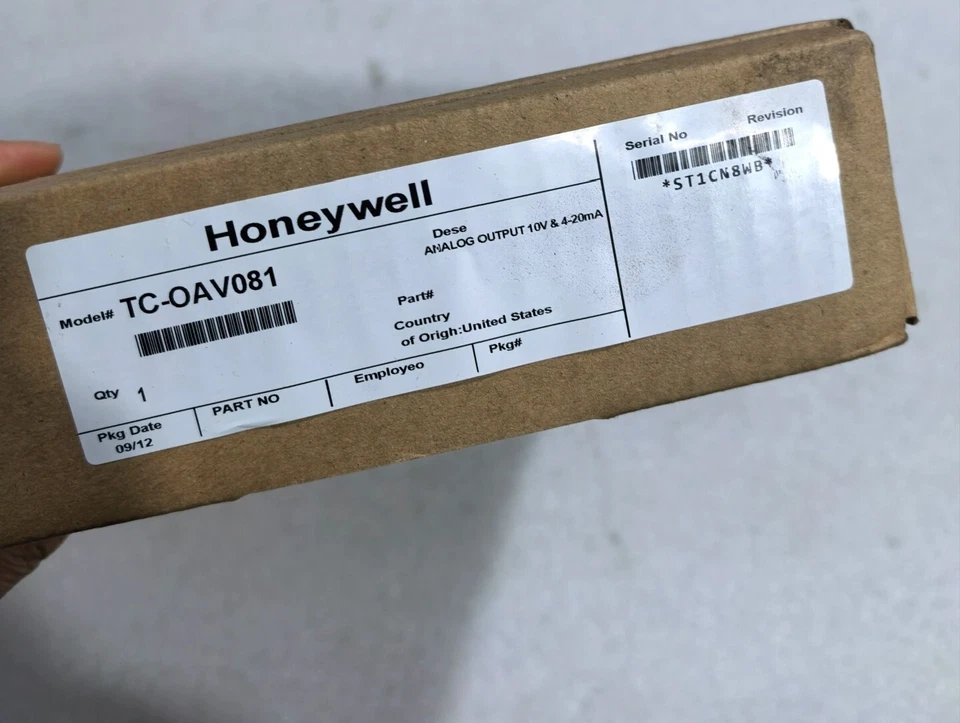 Honeywell
Model# TC-OAV081
Dese
ANALOG OUTPUT 10V & 4-20mA
Part#
Country
of Origh:United States
Qty 1
Pkg Date
09/12
PART NO
Employeo
Pkg#
Serial No
Revision
*ST1CN8WB*